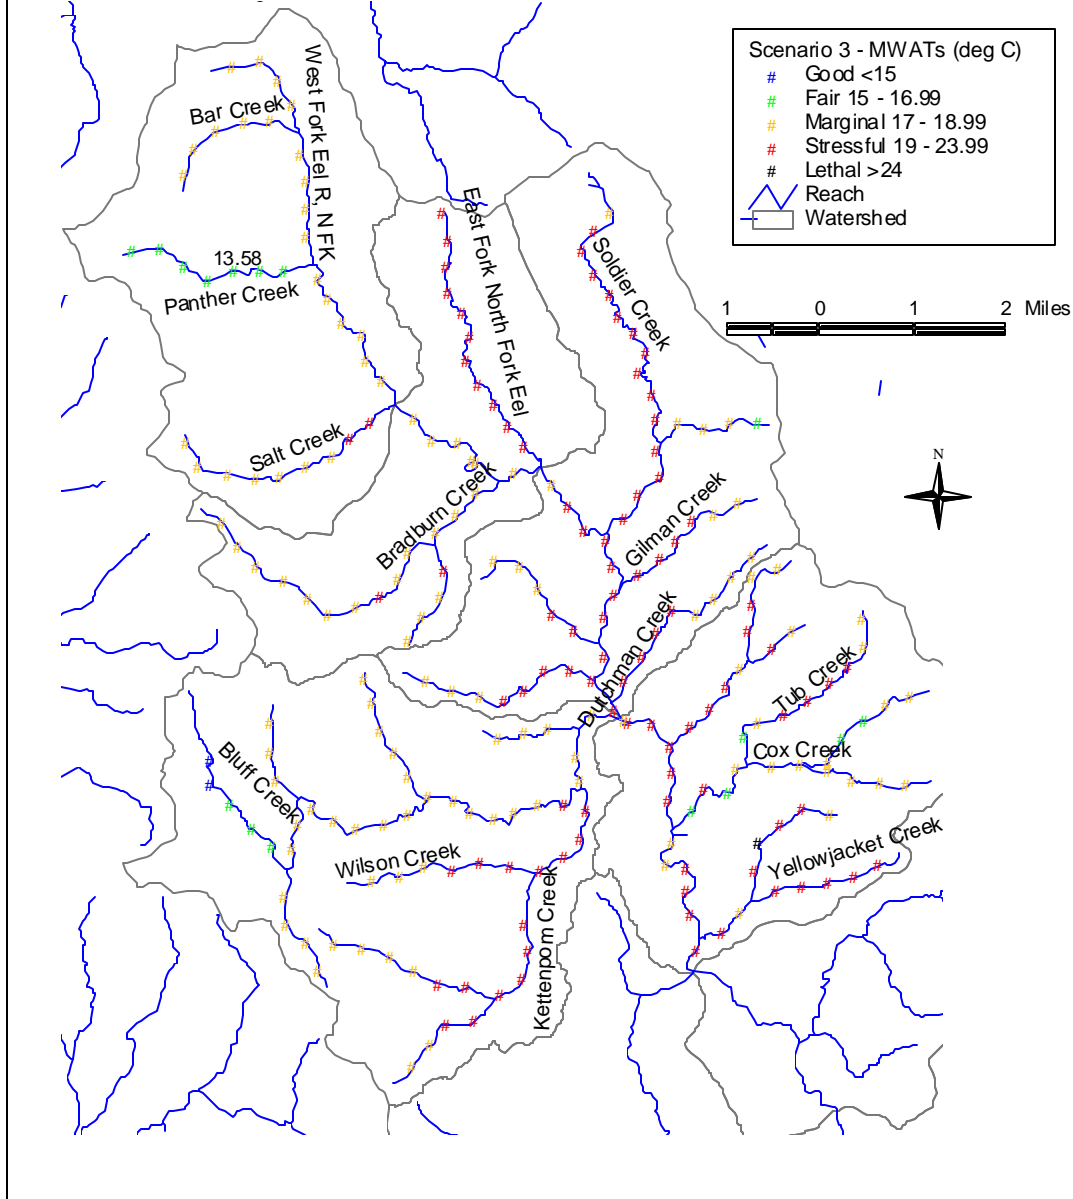 Scenario 3 - MWATs (deg C)
# Good <15
# Fair 15 - 16.99
# Marginal 17 - 18.99
# Stressful 19 - 23.99
# Lethal >24
Reach
Watershed
1 0 1 2 Miles
N
West Fork Eel R, NFK
Bar Creek
13.58
Panther Creek
East Fork North Fork Eel
Soldier Creek
Salt Creek
Bradburn Creek
Gilman Creek
Dutchman Creek
Tub Creek
Cox Creek
Bluff Creek
Wilson Creek
Yellowjacket Creek
Kettenpom Creek